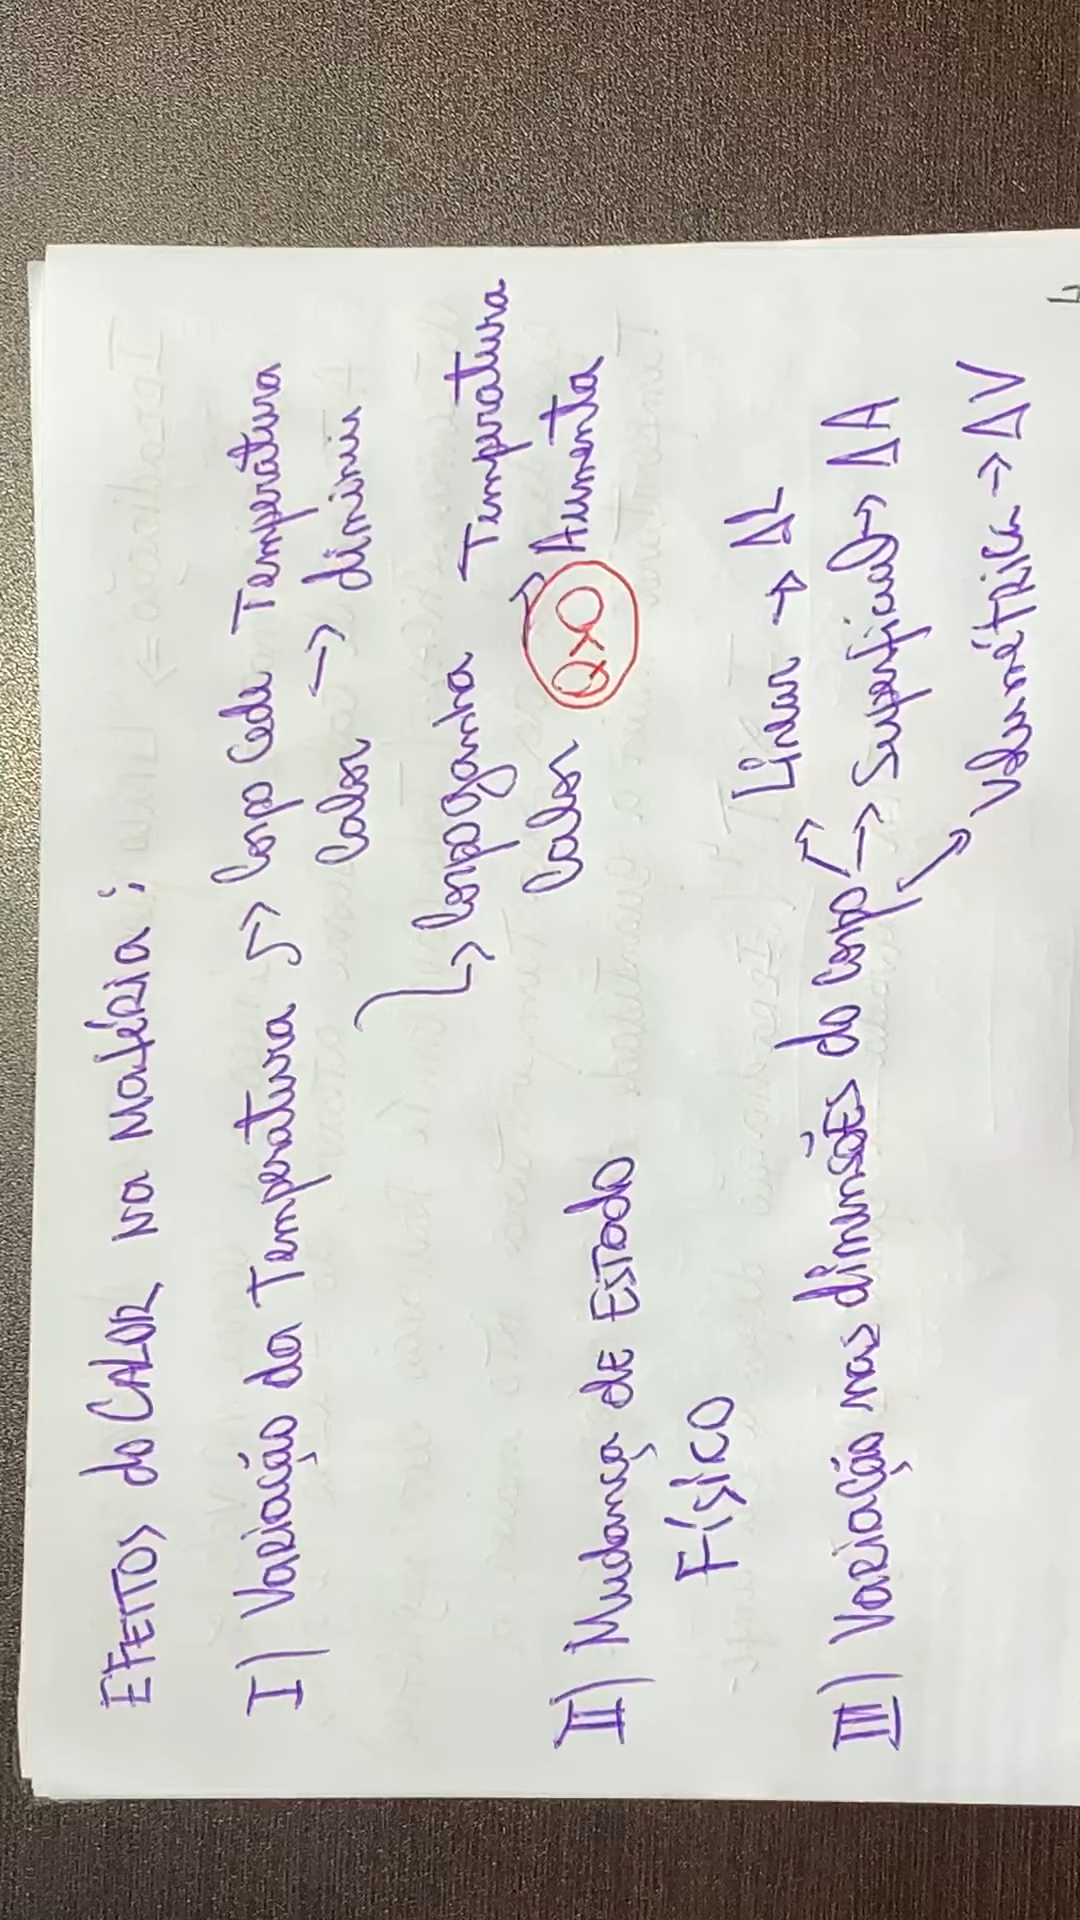 EFEITOS do CALOR na Matéria:
I) Variação da Temperatura → Corpo Cede Temperatura
Calor → diminui
↳ Corpo ganha Temperatura
Calor → Aumenta
II) Mudança de Estado
Físico
Linear → ΔL
III) Variação nas dimensões do corpo → Superficial → ΔA
Volumétrica → ΔV